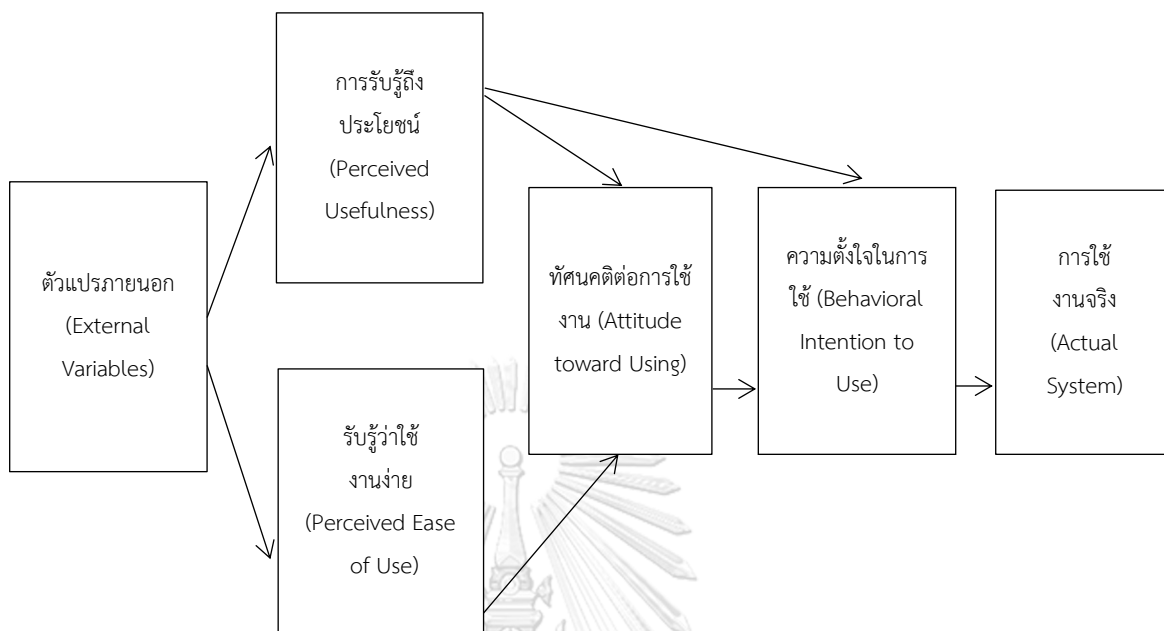 การรับรู้ถึง
ประโยชน์
(Perceived
Usefulness)
ตัวแปรภายนอก
(External
Variables)
ทัศนคติต่อการใช้
งาน (Attitude
toward Using)
ความตั้งใจในการ
ใช้ (Behavioral
Intention to
Use)
การใช้
งานจริง
(Actual
System)
รับรู้ว่าใช้
งานง่าย
(Perceived Ease
of Use)